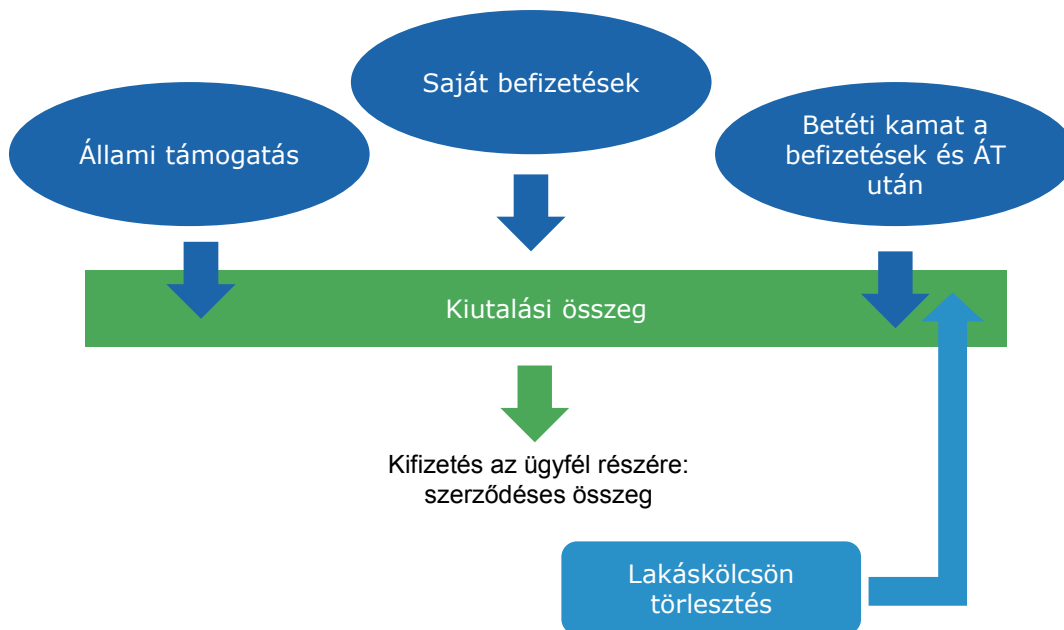 Saját befizetések
Állami támogatás
Betéti kamat a
befizetések és ÁT
után
Kiutalási összeg
Kifizetés az ügyfél részére:
szerződéses összeg
Lakáskölcsön
törlesztés